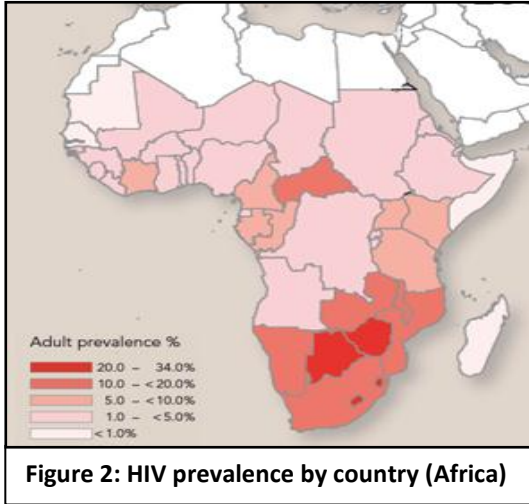 Adult prevalence %
20.0 – 34.0%
10.0 – <20.0%
5.0 – <10.0%
1.0 – <5.0%
<1.0%
Figure 2: HIV prevalence by country (Africa)